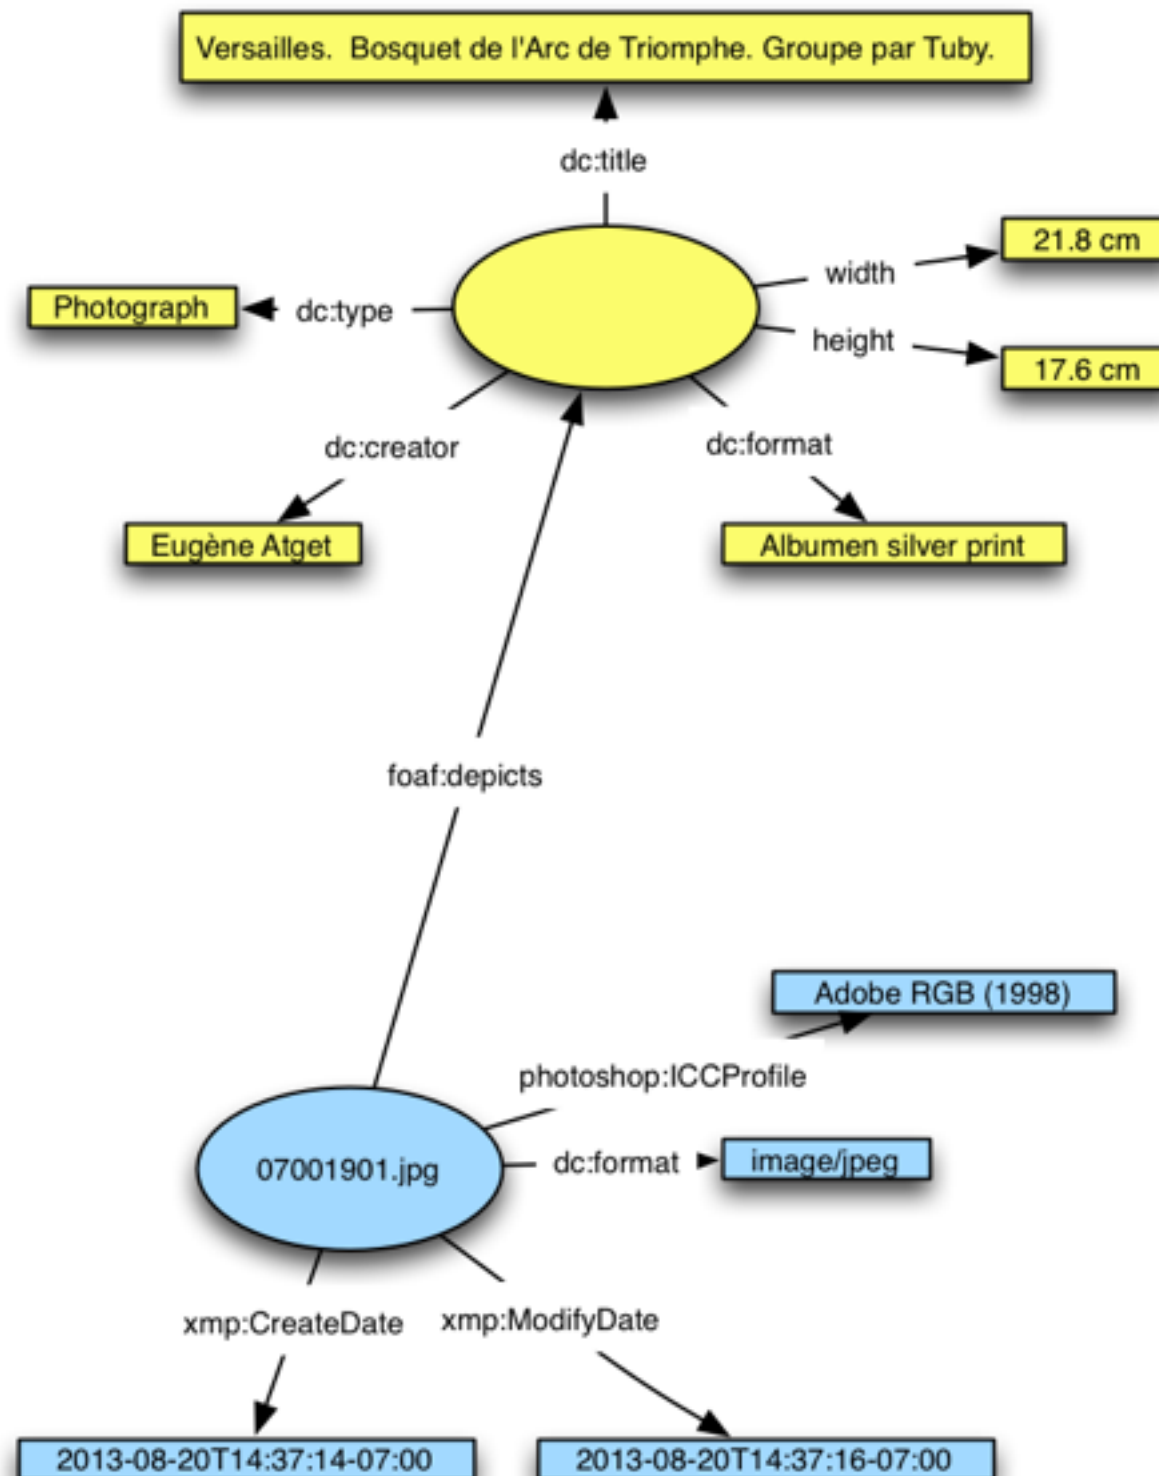 Versailles.  Bosquet de l'Arc de Triomphe. Groupe par Tuby.
dc:title
21.8 cm
width
Photograph
dc:type
height
17.6 cm
dc:creator
dc:format
Eugène Atget
Albumen silver print
foaf:depicts
Adobe RGB (1998)
photoshop:ICCProfile
07001901.jpg
dc:format
image/jpeg
xmp:CreateDate
xmp:ModifyDate
2013-08-20T14:37:14-07:00
2013-08-20T14:37:16-07:00